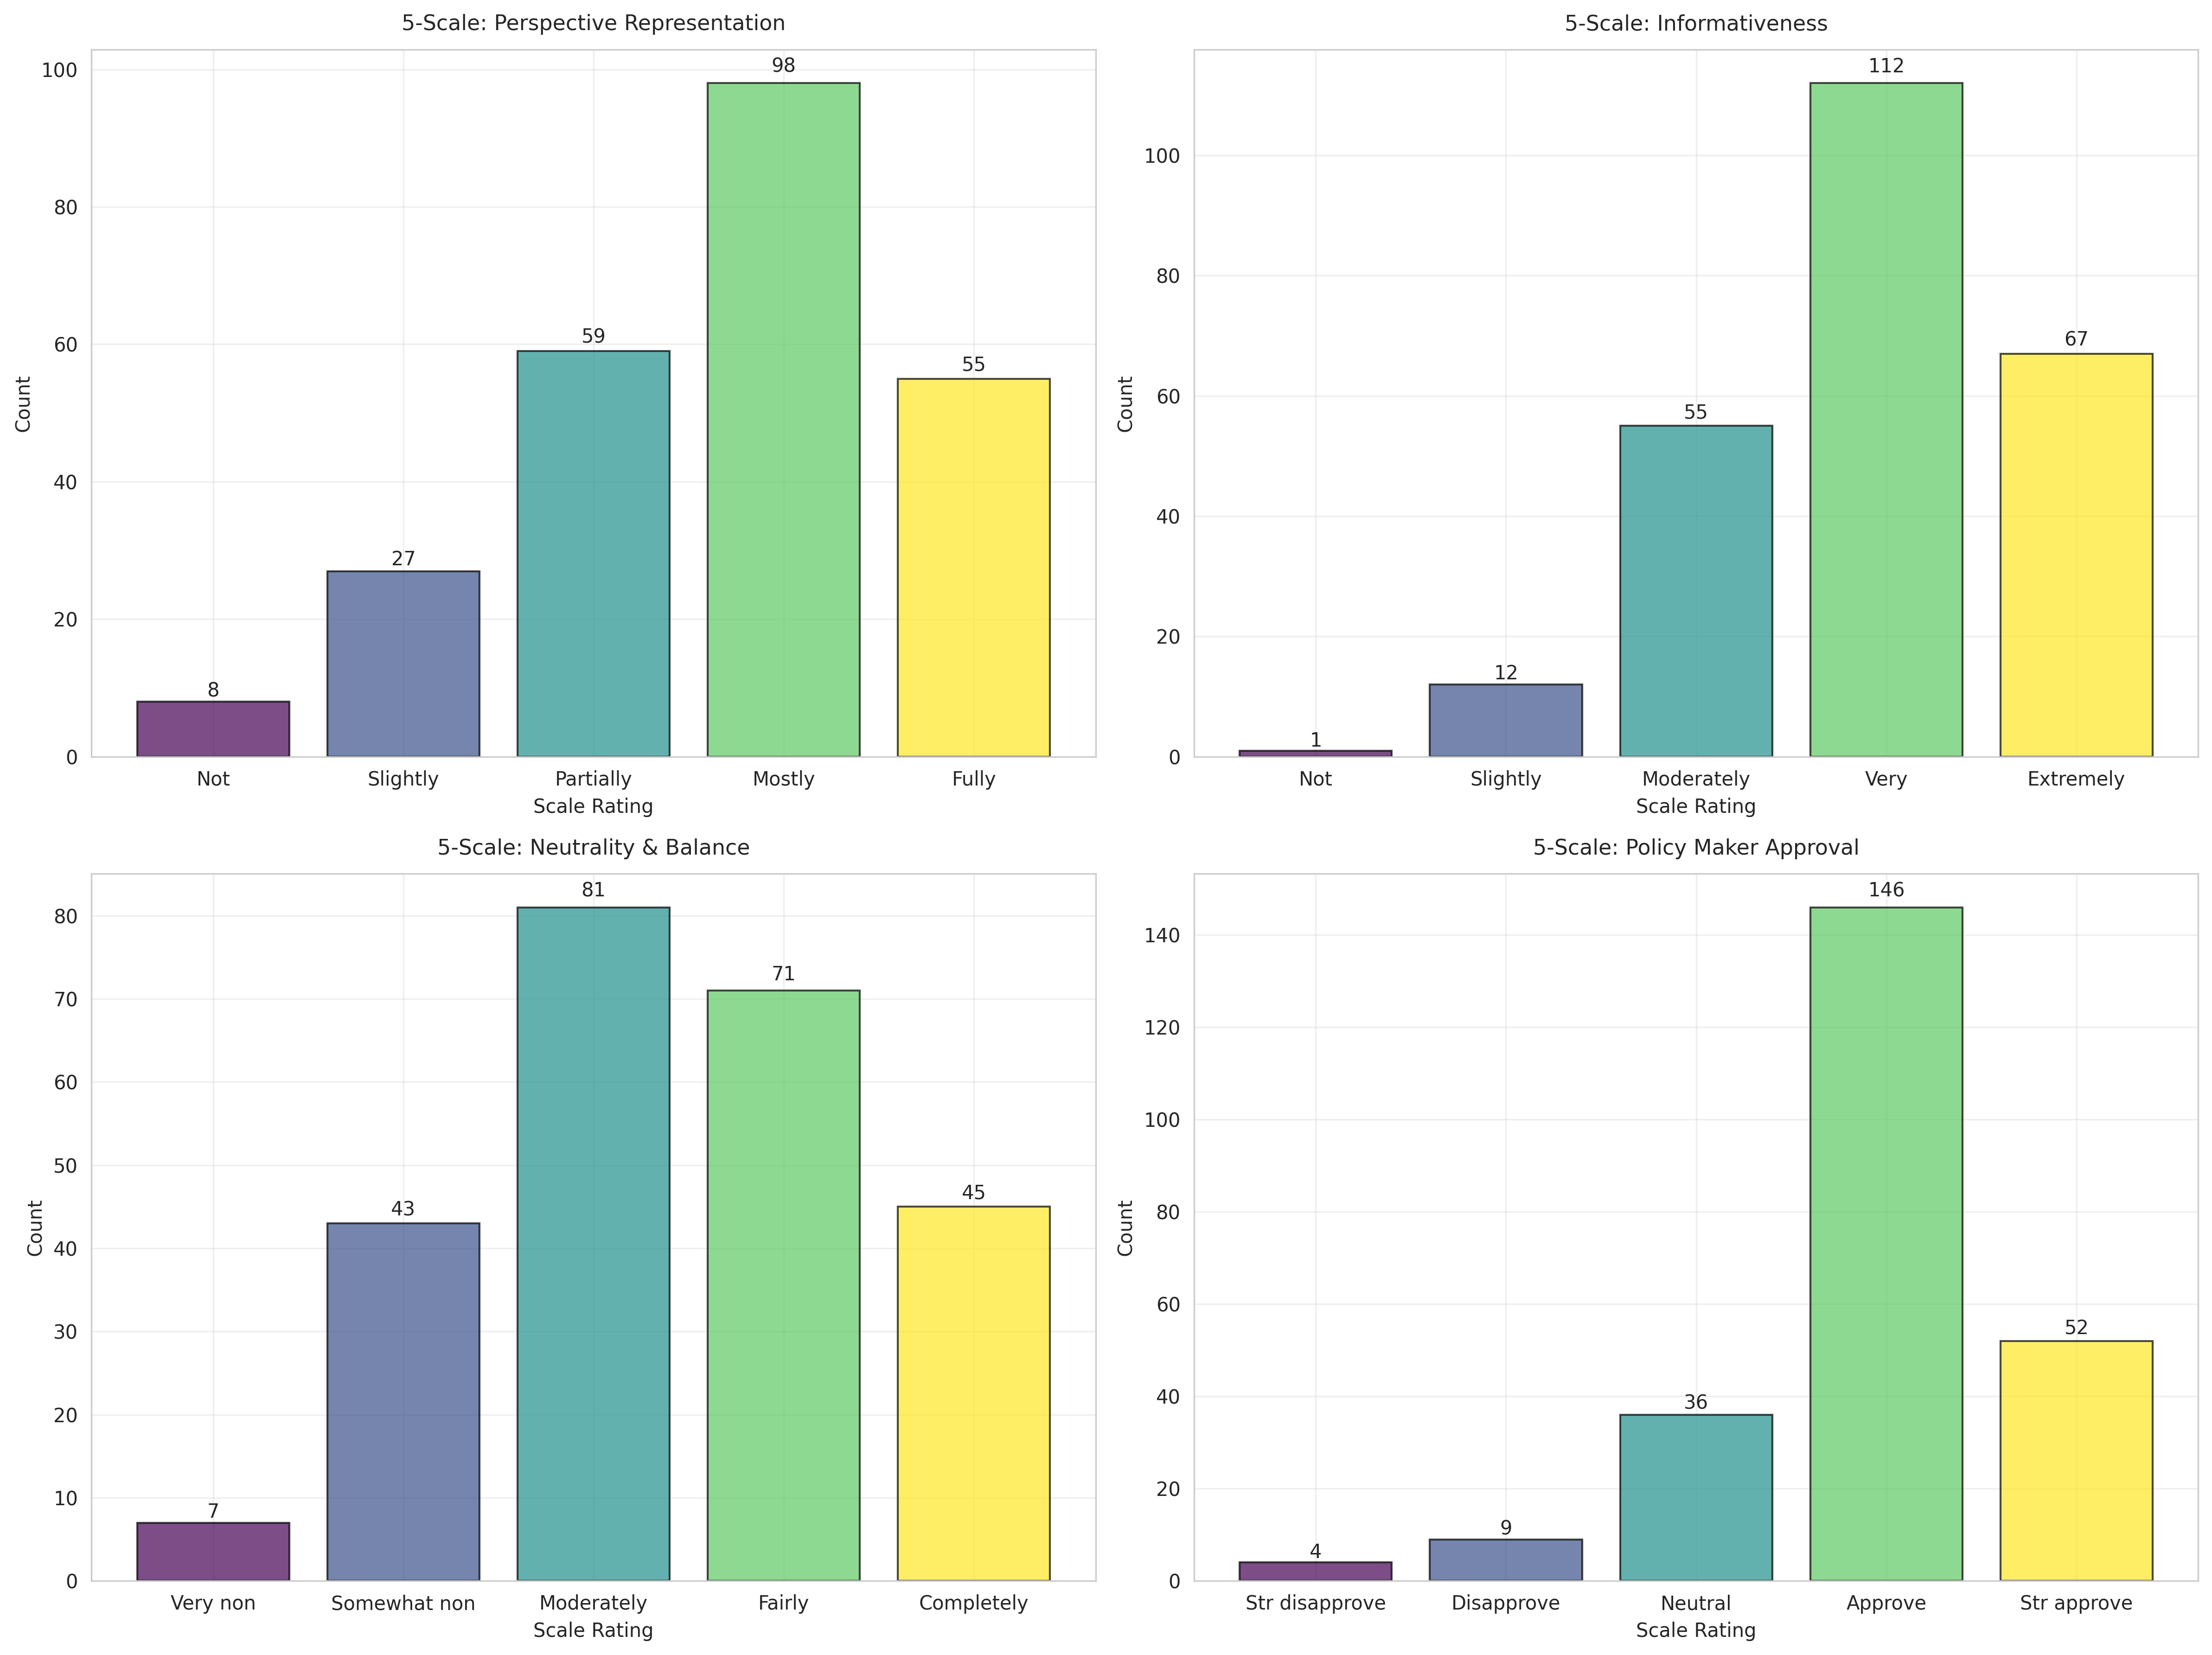 5-Scale: Perspective Representation
100
80
60
40
20
0
Count
8
27
59
98
55
Not
Slightly
Partially
Mostly
Fully
Scale Rating
5-Scale: Informativeness
100
80
60
40
20
0
Count
1
12
55
112
67
Not
Slightly
Moderately
Very
Extremely
Scale Rating
5-Scale: Neutrality & Balance
80
70
60
50
40
30
20
10
0
Count
7
43
81
71
45
Very non
Somewhat non
Moderately
Fairly
Completely
Scale Rating
5-Scale: Policy Maker Approval
140
120
100
80
60
40
20
0
Count
4
9
36
146
52
Str disapprove
Disapprove
Neutral
Approve
Str approve
Scale Rating